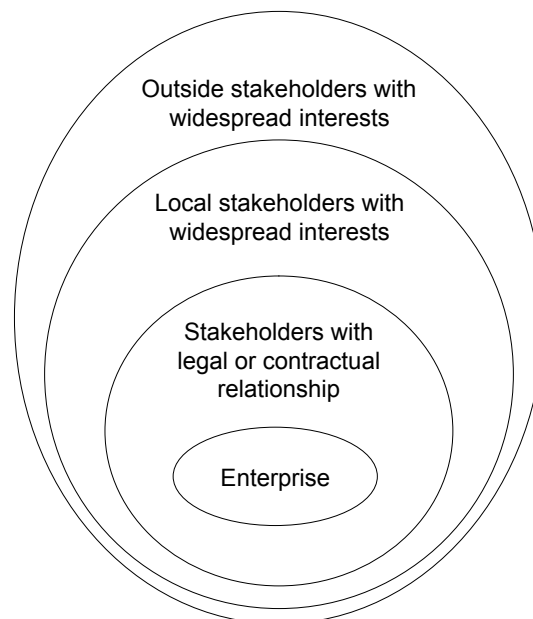 Outside stakeholders with
widespread interests
Local stakeholders with
widespread interests
Stakeholders with
legal or contractual
relationship
Enterprise